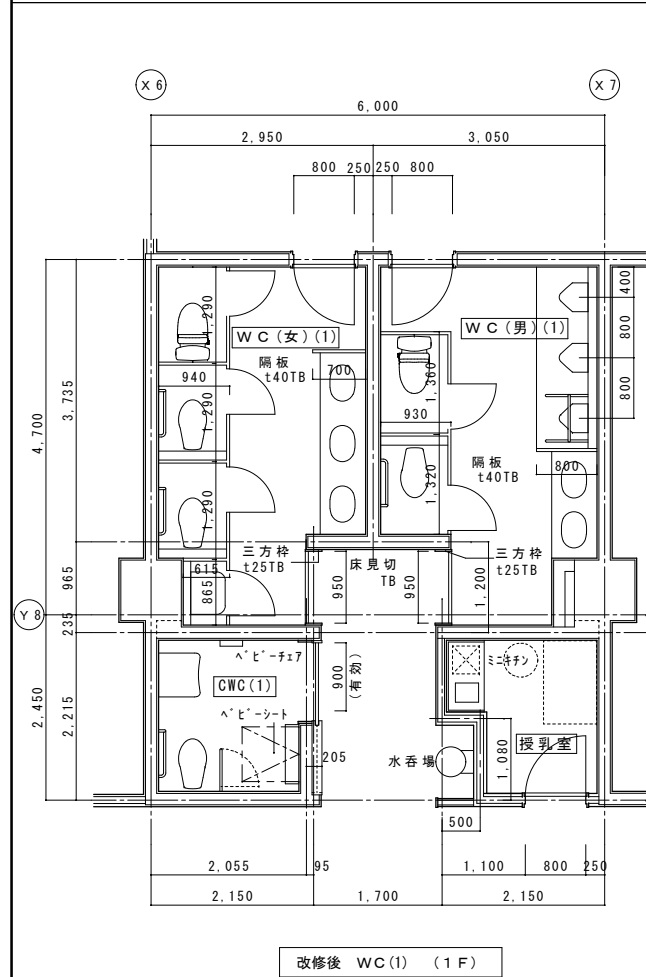 X6
X7
6,000
2,950
3,050
800
250
250
800
400
800
800
1,290
WC(女)(1)
WC(男)(1)
隔板
t40TB
700
940
1,290
1,360
930
3,735
4,700
隔板
t40TB
800
1,290
1,320
三方枠
t25TB
床見切
TB
三方枠
t25TB
615
865
950
950
1,200
965
Y8
235
2,450
2,215
ベビーチェア
CWC(1)
ベビーシート
900
(有効)
205
ミニキチン
授乳室
水呑場
1,080
500
2,055
95
1,100
800
250
2,150
1,700
2,150
改修後 WC(1) (1F)